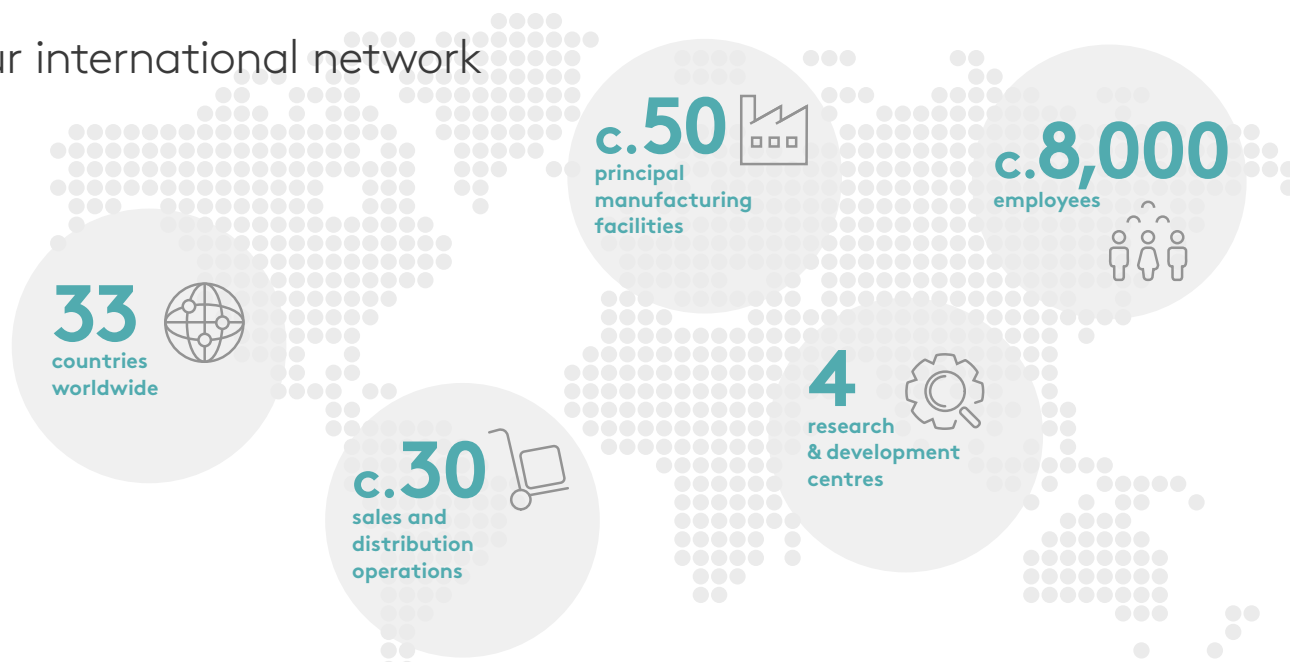 international network
c.50
principal
manufacturing
facilities
c.8,000
employees
33
countries
worldwide
4
research
& development
centres
c.30
sales and
distribution
operations